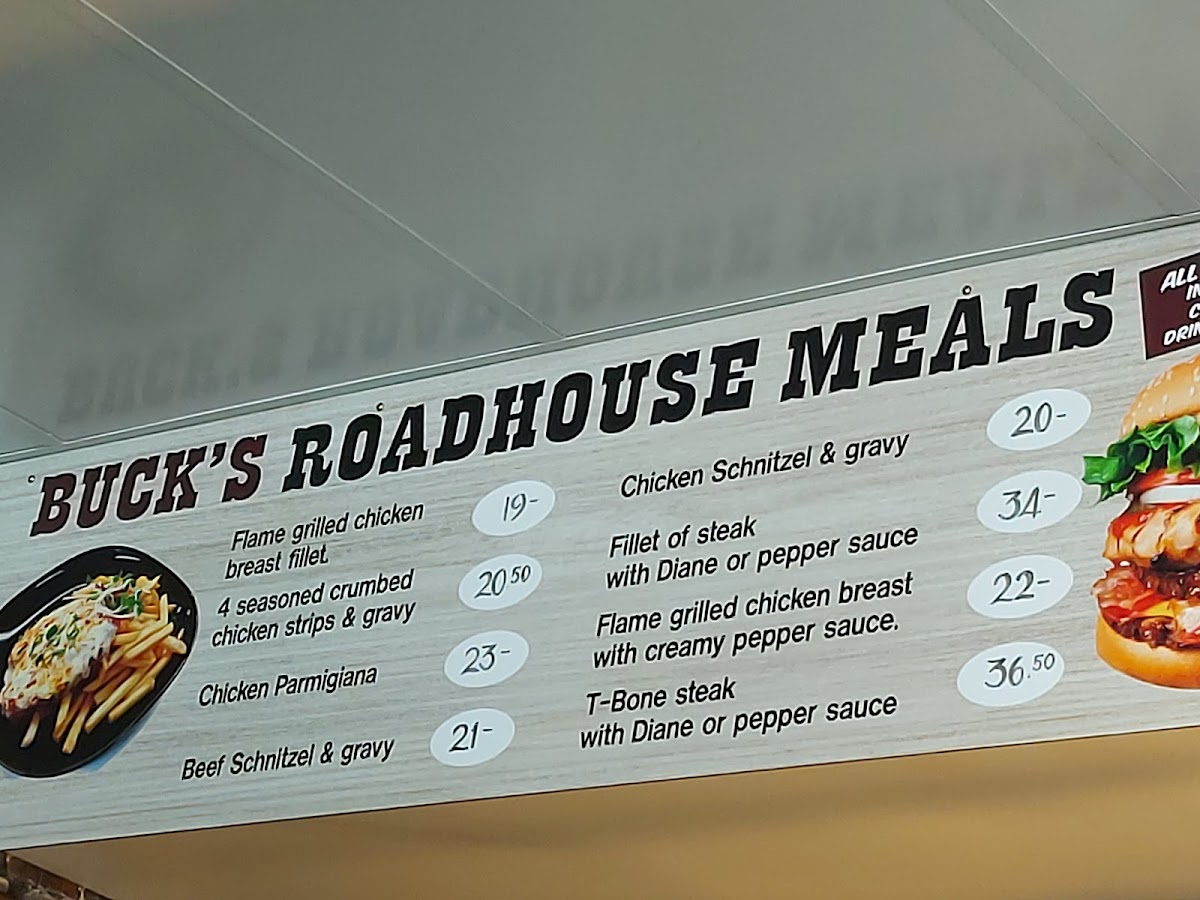 BUCK'S ROADHOUSE MEALS
Flame grilled chicken
breast fillet.
19-
4 seasoned crumbed
chicken strips & gravy
20 50
Chicken Parmigiana
23-
Beef Schnitzel & gravy
21-
Chicken Schnitzel & gravy
20-
Fillet of steak
with Diane or pepper sauce
34-
Flame grilled chicken breast
with creamy pepper sauce.
22-
T-Bone steak
with Diane or pepper sauce
36.50
ALL